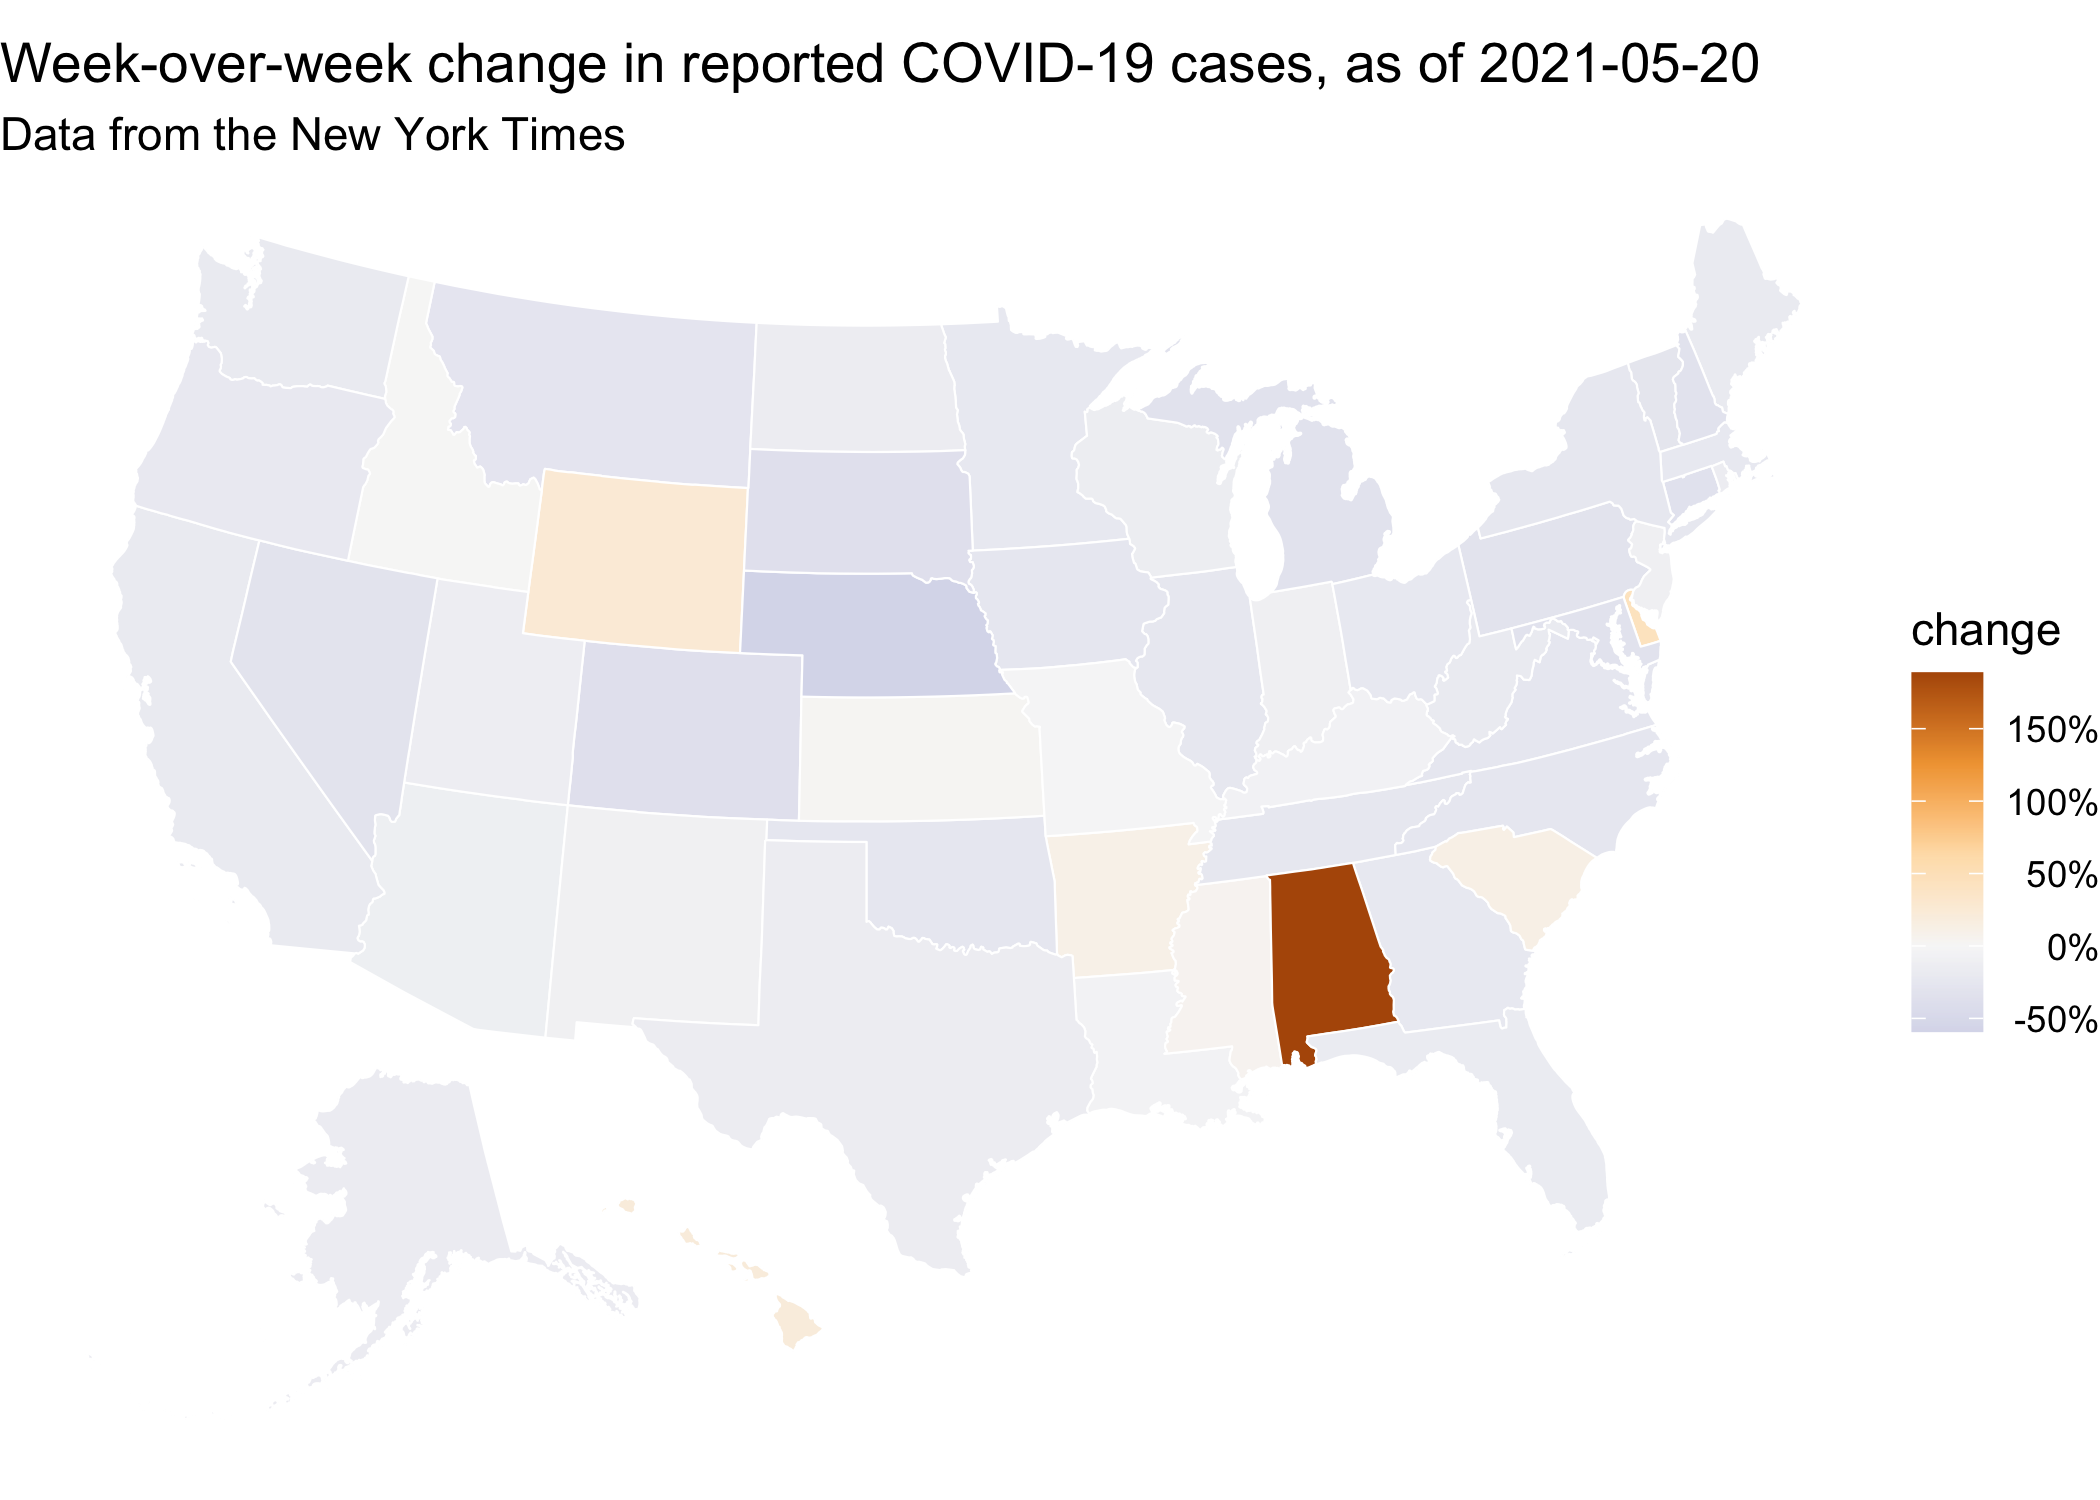 Week-over-week change in reported COVID-19 cases, as of 2021-05-20
Data from the New York Times
change
150%
100%
50%
0%
-50%